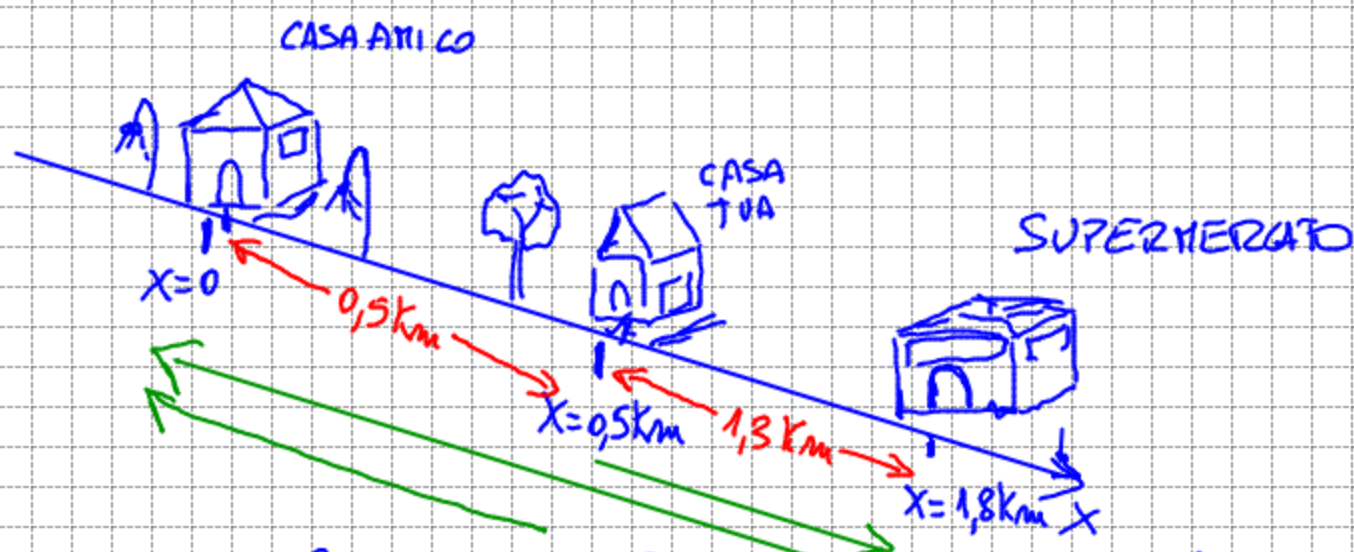 CASA AMICO
CASA
TUA
SUPERMERCATO
X=0
0,5 Km
X=0,5Km
1,3 Km
X=1,8Km
X